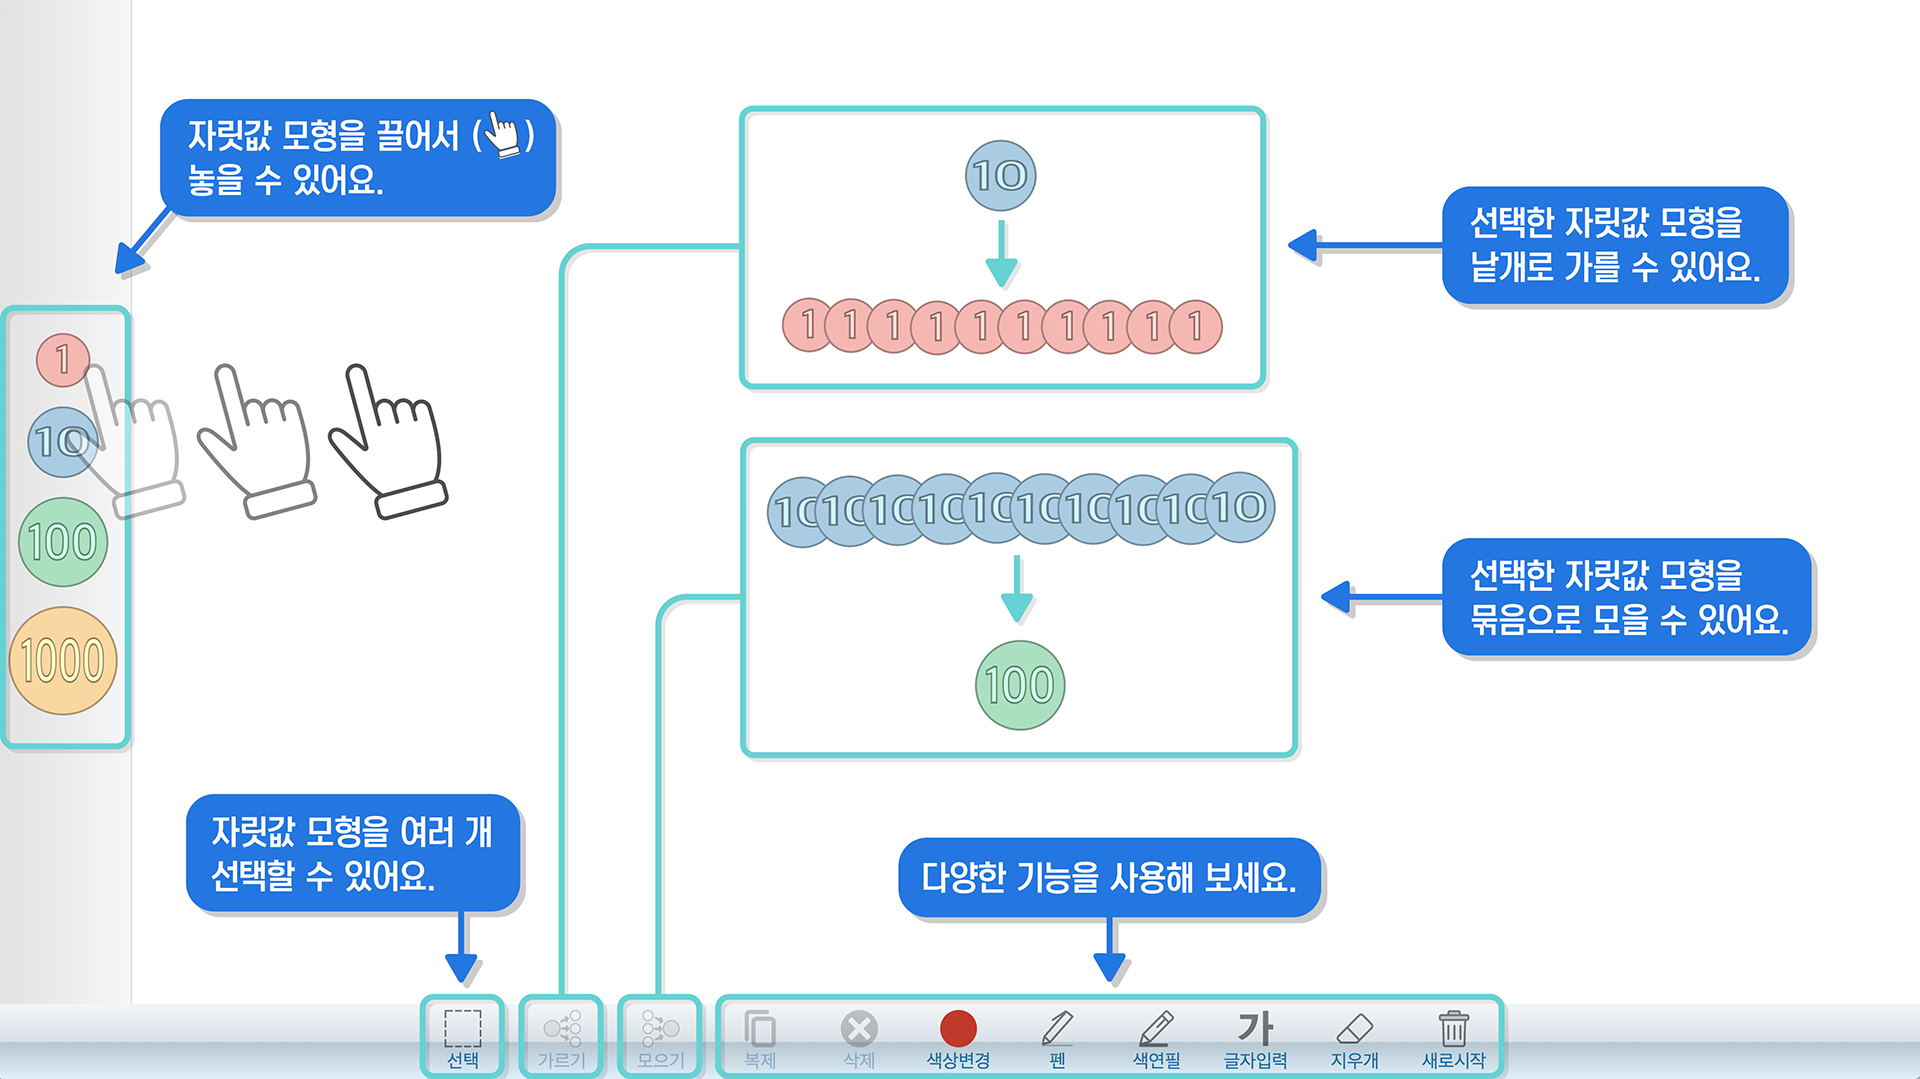 자릿값 모형을 끌어서 ( )
놓을 수 있어요.
1
10
100
1000
10
1 1 1 1 1 1 1 1 1 1
선택한 자릿값 모형을
낱개로 가를 수 있어요.
10 10 10 10 10 10 10 10 10 10
100
선택한 자릿값 모형을
묶음으로 모을 수 있어요.
자릿값 모형을 여러 개
선택할 수 있어요.
다양한 기능을 사용해 보세요.
가
선택 가르기 모으기 복제 삭제 색상변경 펜 색연필 글자입력 지우개 새로시작